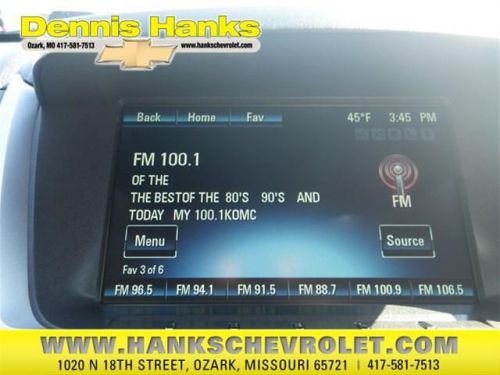 Dennis Hanks
Ozark, MO 417-581-7513
www.hankschevrolet.com
Back Home Fav 45°F 3:45 PM
FM 100.1
OF THE
THE BESTOF THE 80'S 90'S AND
TODAY MY 100.1KOMC
FM
Menu Source
Fav 3 of 6
FM 96.5 FM 94.1 FM 91.5 FM 88.7 FM 100.9 FM 106.5
WWW.HANKSCHEVROLET.COM
1020 N 18TH STREET, OZARK, MISSOURI 65721 | 417-581-7513